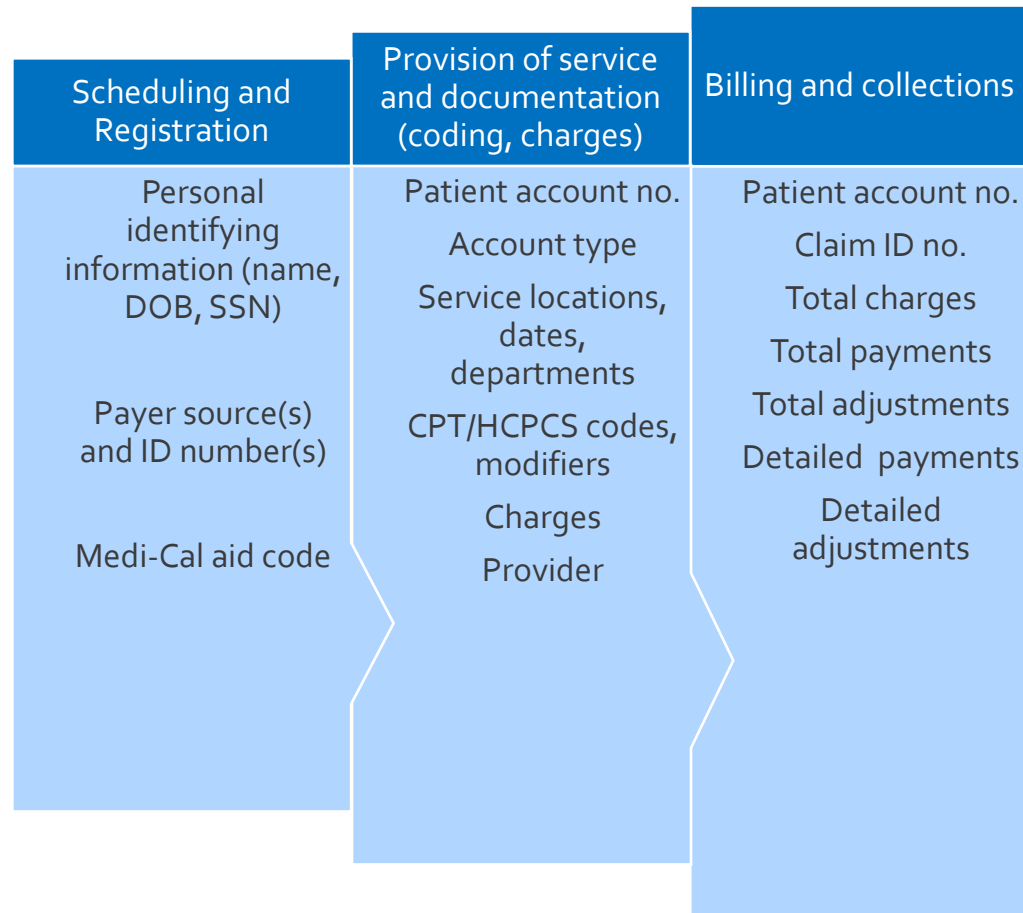 Scheduling and
Registration
Personal
identifying
information (name,
DOB, SSN)
Payer source(s)
and ID number(s)
Medi-Cal aid code
Provision of service
and documentation
(coding, charges)
Patient account no.
Account type
Service locations,
dates,
departments
CPT/HCPCS codes,
modifiers
Charges
Provider
Billing and collections
Patient account no.
Claim ID no.
Total charges
Total payments
Total adjustments
Detailed payments
Detailed
adjustments